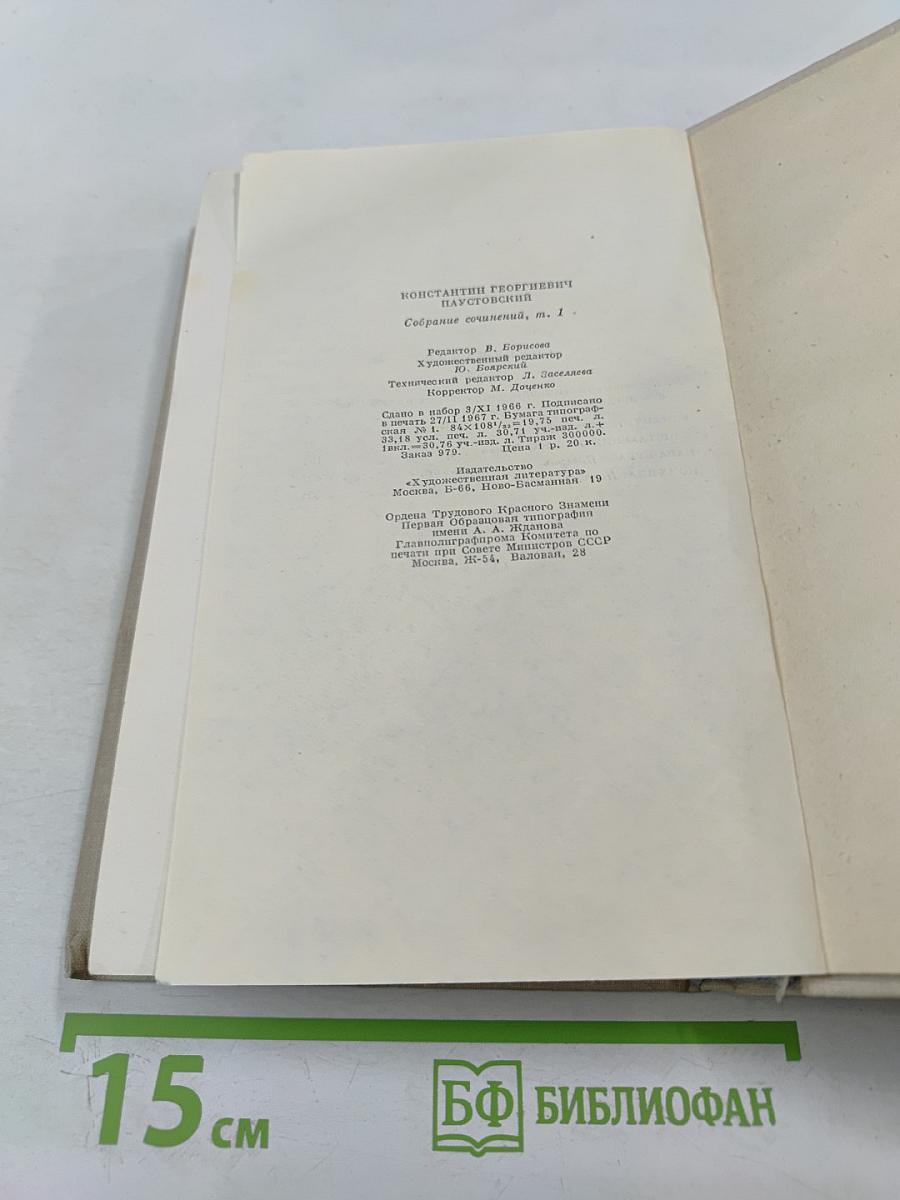 КОНСТАНТИН ГЕОРГИЕВИЧ
ПАУСТОВСКИЙ
Собрание сочинений, т. 1
Редактор В. Борисова
Художественный редактор
Ю. Боярский
Технический редактор Л. Заселяева
Корректор М. Доценко
Сдано в набор 3/XI 1966 г. Подписано
в печать 27/II 1967 г. Бумага типограф-
ская № 1. 84×108¹/₃₂=19,75 печ. л.
33,18 усл. печ. л. 30,71 уч.-изд. л.+
1вкл.=30,76 уч.-изд. л. Тираж 300000.
Заказ 979. Цена 1 р. 20 к.
Издательство
«Художественная литература»
Москва, Б-66, Ново-Басманная 19
Ордена Трудового Красного Знамени
Первая Образцовая типография
имени А. А. Жданова
Главполиграфпрома Комитета по
печати при Совете Министров СССР
Москва, Ж-54, Валовая, 28
15 см
БФ БИБЛИОФАН